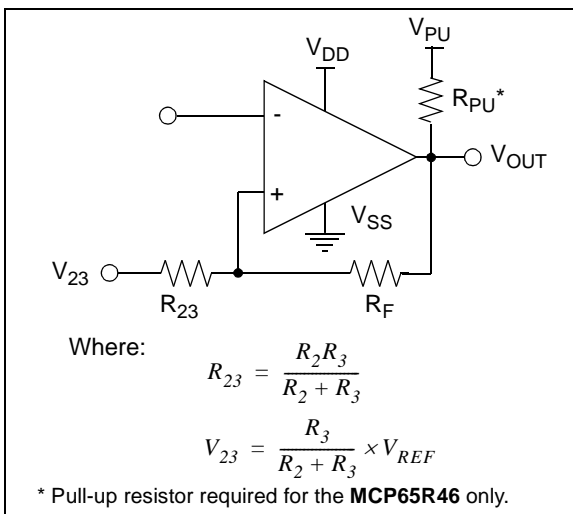 V_PU
V_DD
R_PU*
-
V_OUT
+
V_SS
V_23
R_23
R_F
Where:
R_23 = R_2R_3 / R_2 + R_3
V_23 = R_3 / R_2 + R_3 × V_REF
* Pull-up resistor required for the MCP65R46 only.